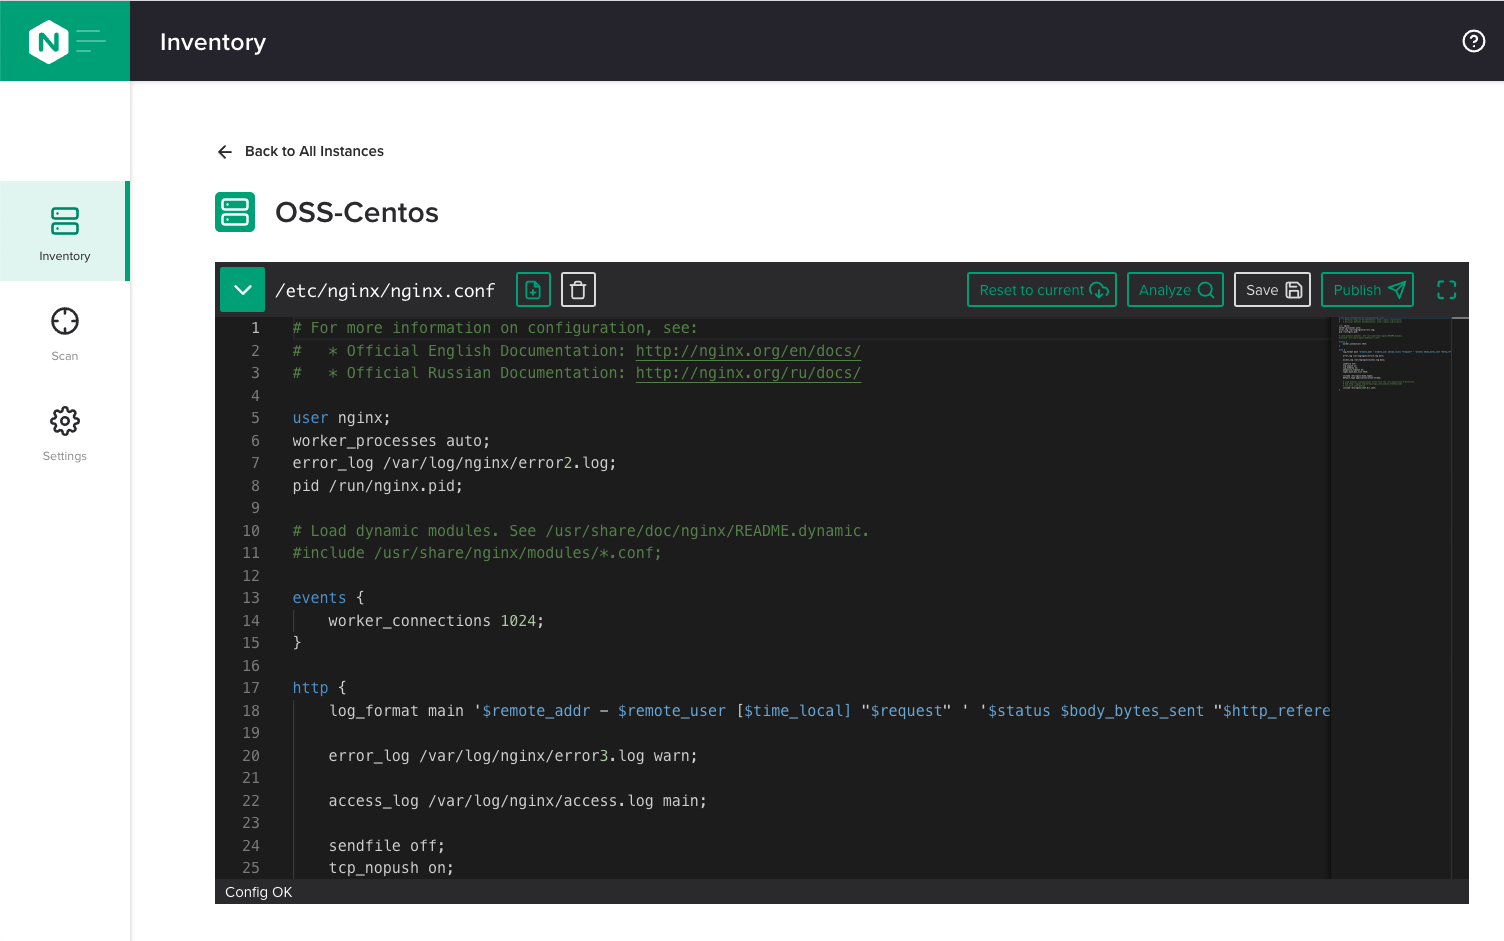 N
Inventory
Back to All Instances
OSS-Centos
Inventory
Scan
Settings
/etc/nginx/nginx.conf
Reset to current
Analyze
Save
Publish
1 # For more information on configuration, see:
2 #   * Official English Documentation: http://nginx.org/en/docs/
3 #   * Official Russian Documentation: http://nginx.org/ru/docs/
4
5 user nginx;
6 worker_processes auto;
7 error_log /var/log/nginx/error2.log;
8 pid /run/nginx.pid;
9
10 # Load dynamic modules. See /usr/share/doc/nginx/README.dynamic.
11 #include /usr/share/nginx/modules/*.conf;
12
13 events {
14     worker_connections 1024;
15 }
16
17 http {
18     log_format main '$remote_addr - $remote_user [$time_local] "$request" ' '$status $body_bytes_sent "$http_refere
19
20     error_log /var/log/nginx/error3.log warn;
21
22     access_log /var/log/nginx/access.log main;
23
24     sendfile off;
25     tcp_nopush on;
Config OK